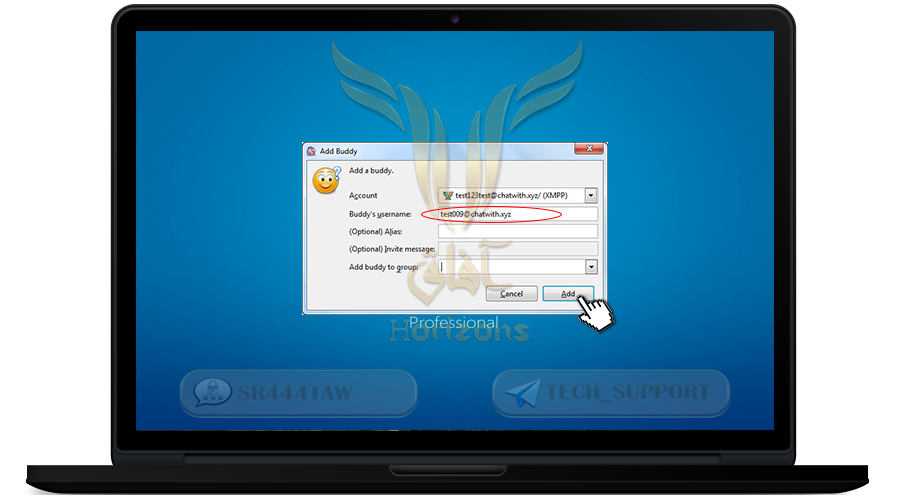 Add Buddy
Add a buddy.
Account
test123test@chatwith.xyz/ (XMPP)
Buddy's username:
test009@chatwith.xyz
(Optional) Alias:
(Optional) Invite message:
Add buddy to group:
Cancel
Add
آفاق
Professional
Horizons
SR444TAW
TECH_SUPPORT